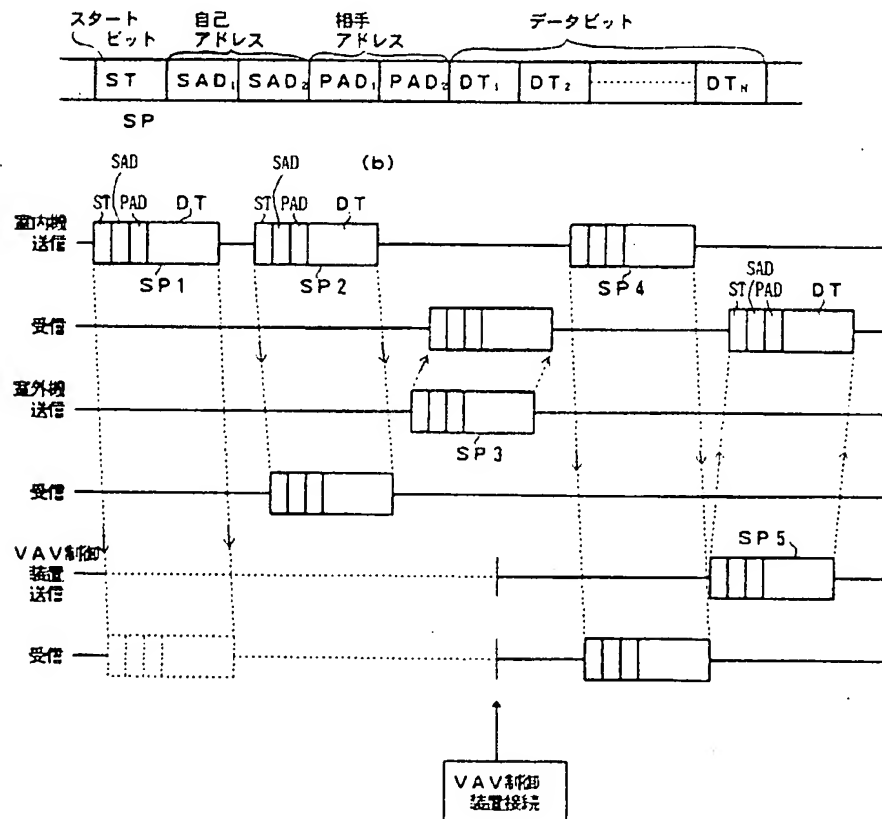 スタート
ビット
自己
アドレス
相手
アドレス
データビット
ST SAD₁ SAD₂ PAD₁ PAD₂ DT₁ DT₂ DT_N
SP
(b)
SAD
ST PAD DT
SAD
ST PAD DT
室内機
送信
SP1
SP2
SP4
SAD
ST PAD DT
受信
室外機
送信
SP3
受信
SP5
VAV制御
装置
送信
受信
VAV制御
装置接続